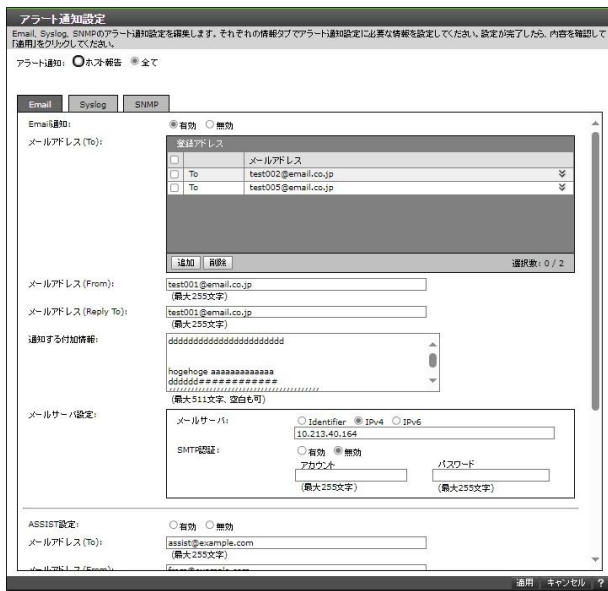 アラート通知設定
Email, Syslog, SNMPのアラート通知設定を編集します。それぞれの情報タブでアラート通知設定に必要な情報を設定してください。設定が完了したら、内容を確認して
「適用」をクリックしてください。
アラート通知: ホスト報告 全て
Email Syslog SNMP
Email通知: 有効 無効
メールアドレス(To): 登録アドレス
メールアドレス
To test002@email.co.jp
To test005@email.co.jp
追加 削除 選択数: 0 / 2
メールアドレス(From): test001@email.co.jp
(最大255文字)
メールアドレス(Reply To): test001@email.co.jp
(最大255文字)
通知する付加情報: ddddddddddddddddddddddd
hogehoge aaaaaaaaaaaaa
dddddd############
(最大511文字、空白も可)
メールサーバ設定: メールサーバ: Identifier IPv4 IPv6
10.213.40.164
SMTP認証: 有効 無効
アカウント パスワード
(最大255文字) (最大255文字)
ASSIST設定: 有効 無効
メールアドレス(To): assist@example.com
(最大255文字)
メールアドレス(From): from@example.com
適用 キャンセル ?